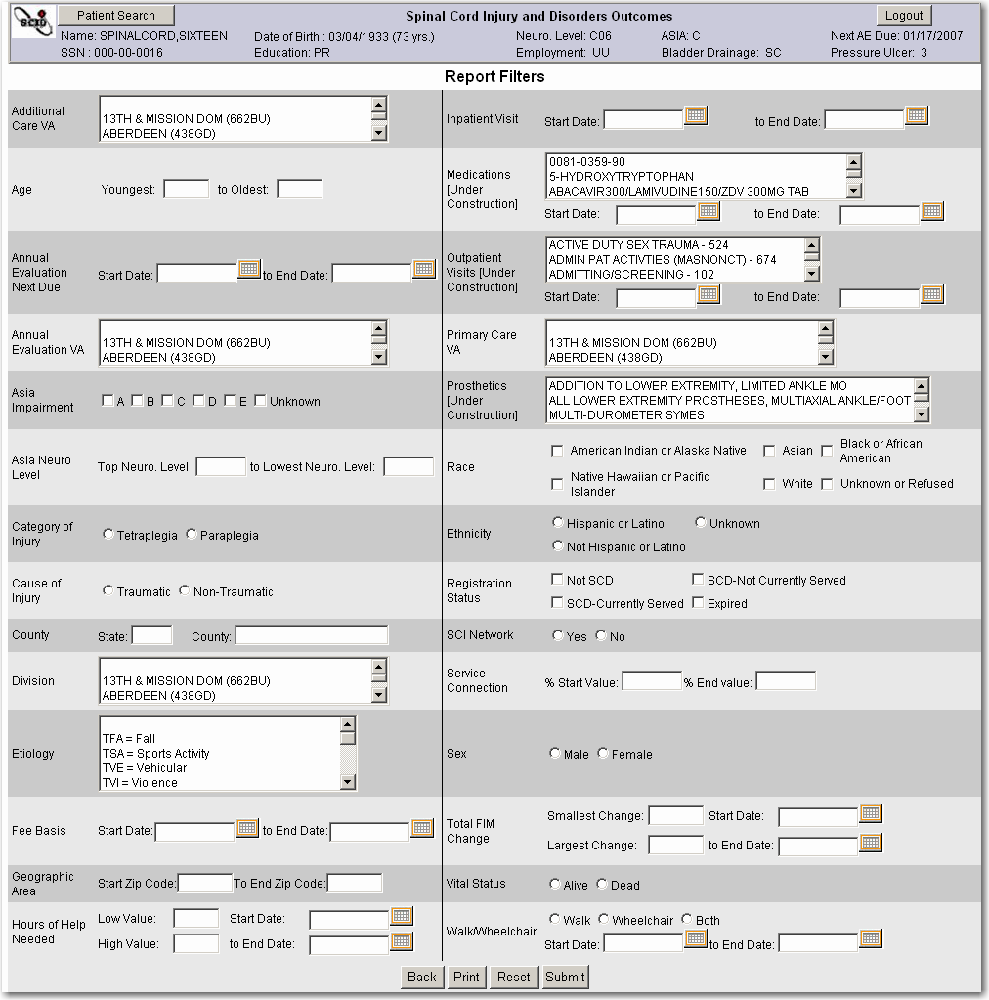 SCID
Patient Search
Spinal Cord Injury and Disorders Outcomes
Logout
Name: SPINALCORD,SIXTEEN Date of Birth : 03/04/1933 (73 yrs.) Neuro. Level: C06 ASIA: C Next AE Due: 01/17/2007
SSN : 000-00-0016 Education: PR Employment: UU Bladder Drainage: SC Pressure Ulcer: 3
Report Filters
Additional
Care VA
13TH & MISSION DOM (662BU)
ABERDEEN (438GD)
Age
Youngest: to Oldest:
Annual
Evaluation
Next Due
Start Date: to End Date:
Annual
Evaluation VA
13TH & MISSION DOM (662BU)
ABERDEEN (438GD)
Asia
Impairment
A B C D E Unknown
Asia Neuro
Level
Top Neuro. Level to Lowest Neuro. Level:
Category of
Injury
Tetraplegia Paraplegia
Cause of
Injury
Traumatic Non-Traumatic
County
State: County:
Division
13TH & MISSION DOM (662BU)
ABERDEEN (438GD)
Etiology
TFA = Fall
TSA = Sports Activity
TVE = Vehicular
TVI = Violence
Fee Basis
Start Date: to End Date:
Geographic
Area
Start Zip Code: To End Zip Code:
Hours of Help
Needed
Low Value: Start Date:
High Value: to End Date:
Inpatient Visit
Start Date: to End Date:
Medications
[Under
Construction]
0081-0359-90
5-HYDROXYTRYPTOPHAN
ABACAVIR300/LAMIVUDINE150/ZDV 300MG TAB
Start Date: to End Date:
Outpatient
Visits [Under
Construction]
ACTIVE DUTY SEX TRAUMA - 524
ADMIN PAT ACTIVTIES (MASNONCT) - 674
ADMITTING/SCREENING - 102
Start Date: to End Date:
Primary Care
VA
13TH & MISSION DOM (662BU)
ABERDEEN (438GD)
Prosthetics
[Under
Construction]
ADDITION TO LOWER EXTREMITY, LIMITED ANKLE MO
ALL LOWER EXTREMITY PROSTHESES, MULTIAXIAL ANKLE/FOOT
MULTI-DUROMETER SYMES
Race
American Indian or Alaska Native Asian Black or African
American
Native Hawaiian or Pacific
Islander
White Unknown or Refused
Ethnicity
Hispanic or Latino Unknown
Not Hispanic or Latino
Registration
Status
Not SCD SCD-Not Currently Served
SCD-Currently Served Expired
SCI Network
Yes No
Service
Connection
% Start Value: % End value:
Sex
Male Female
Total FIM
Change
Smallest Change: Start Date:
Largest Change: to End Date:
Vital Status
Alive Dead
Walk/Wheelchair
Walk Wheelchair Both
Start Date: to End Date:
Back Print Reset Submit